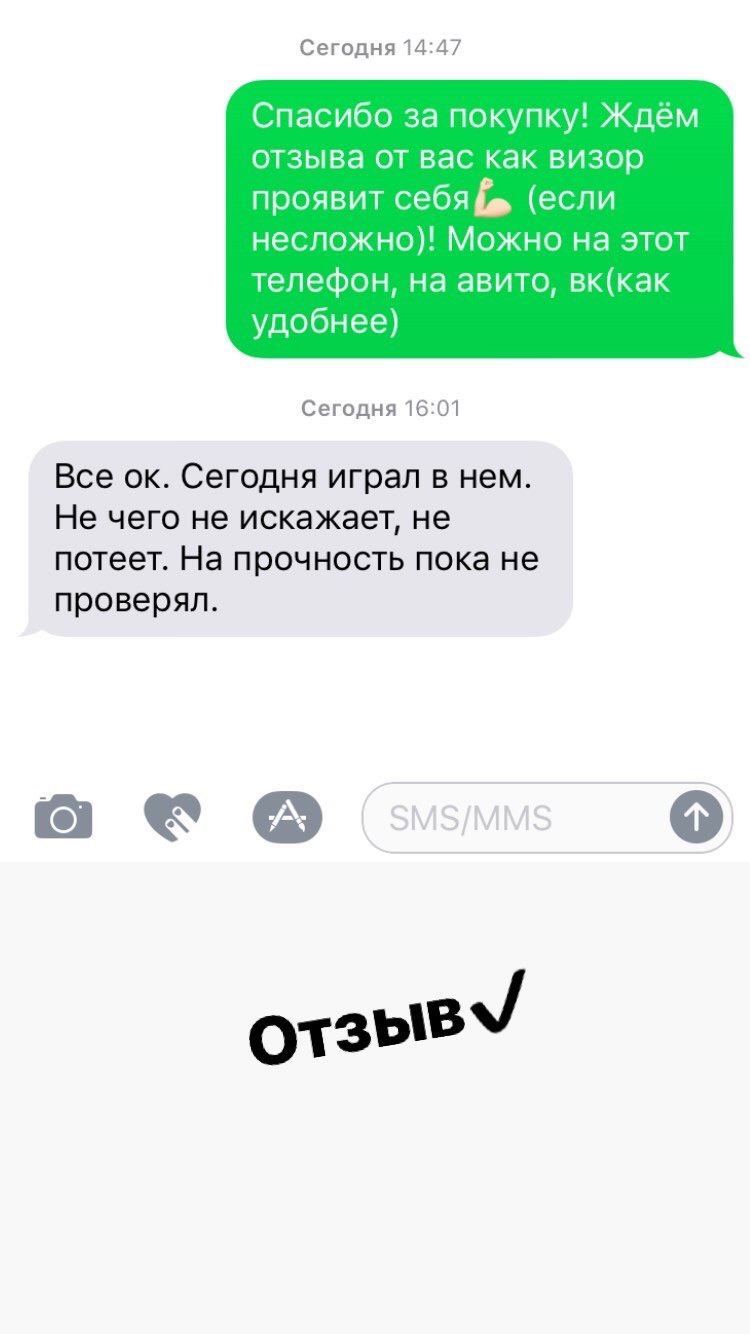 Сегодня 14:47
Спасибо за покупку! Ждём
отзыва от вас как визор
проявит себя💪🏻 (если
несложно)! Можно на этот
телефон, на авито, вк(как
удобнее)
Сегодня 16:01
Все ок. Сегодня играл в нем.
Не чего не искажает, не
потеет. На прочность пока не
проверял.
SMS/MMS
Отзыв✔